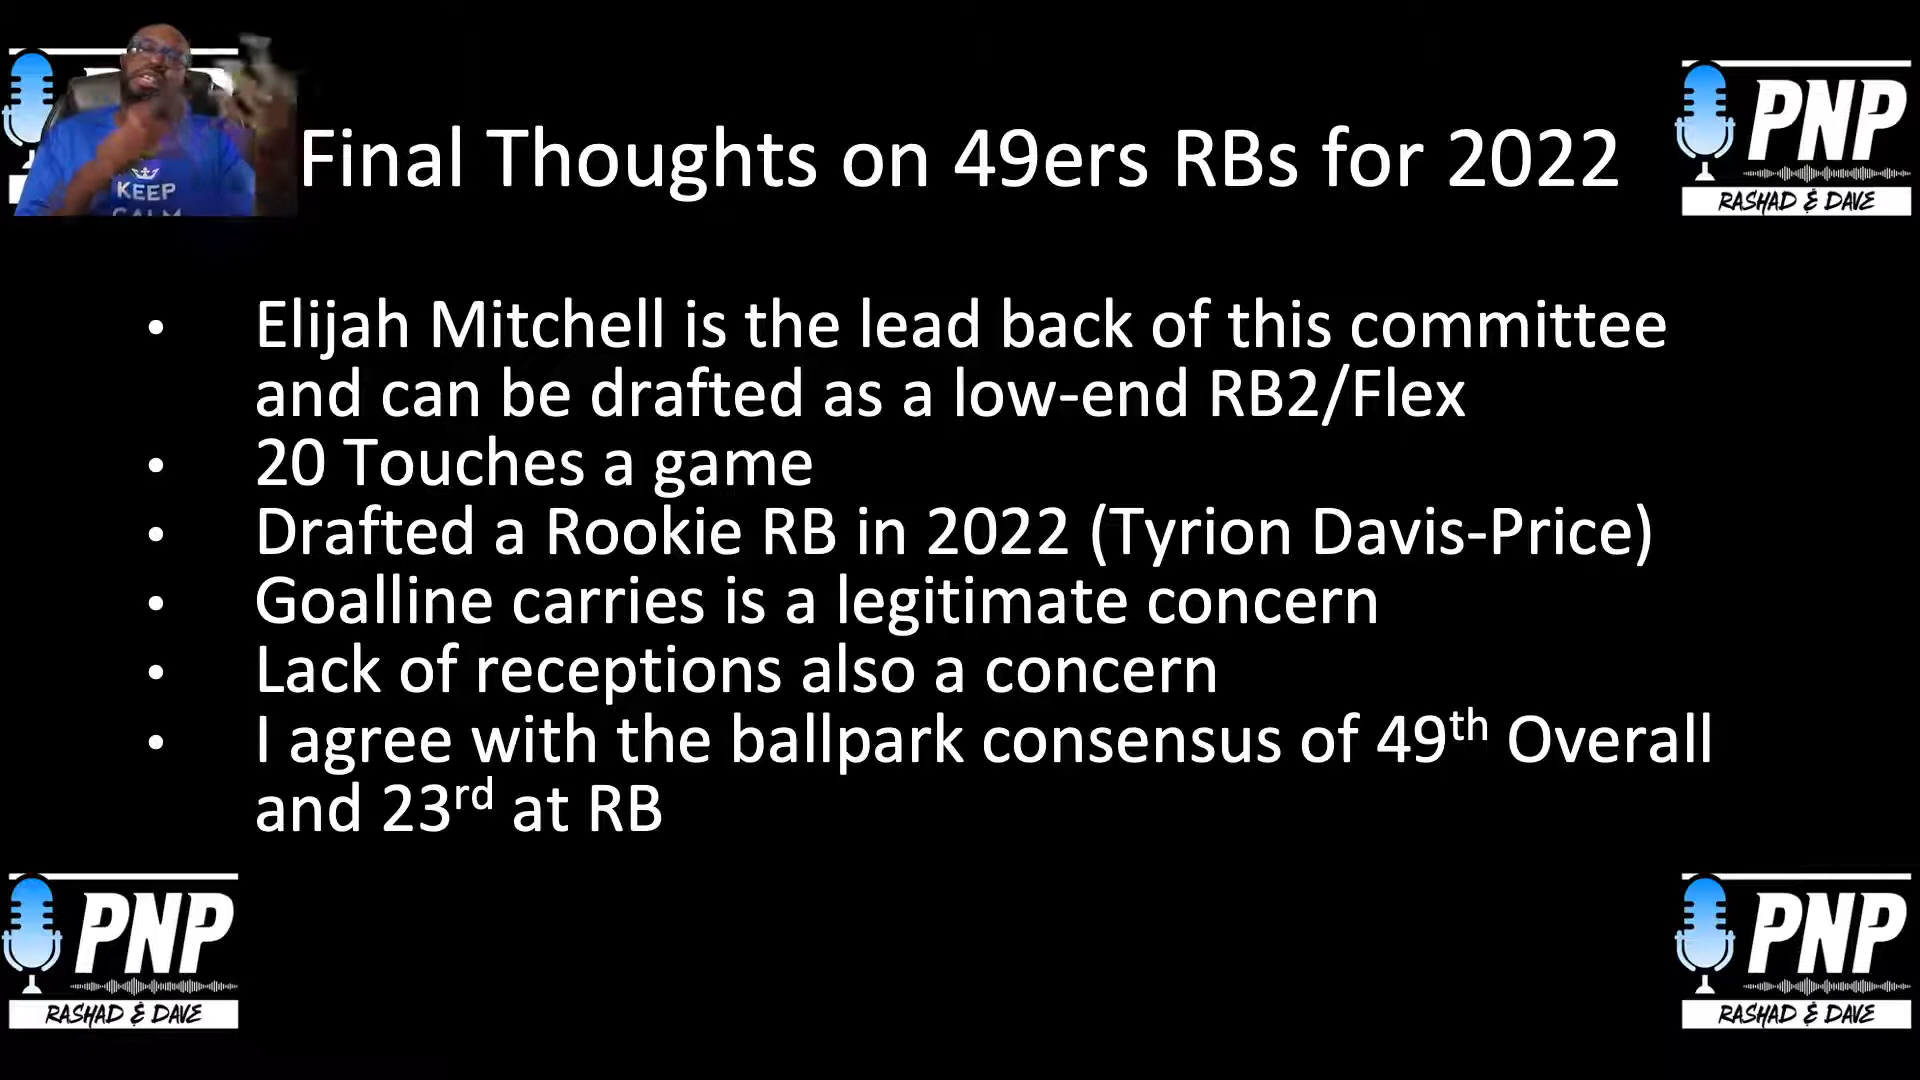 Final Thoughts on 49ers RBs for 2022
KEEP
CALM
PNP
RASHAD & DAVE
• Elijah Mitchell is the lead back of this committee
and can be drafted as a low-end RB2/Flex
• 20 Touches a game
• Drafted a Rookie RB in 2022 (Tyrion Davis-Price)
• Goalline carries is a legitimate concern
• Lack of receptions also a concern
• I agree with the ballpark consensus of 49th Overall
and 23rd at RB
PNP
RASHAD & DAVE
PNP
RASHAD & DAVE